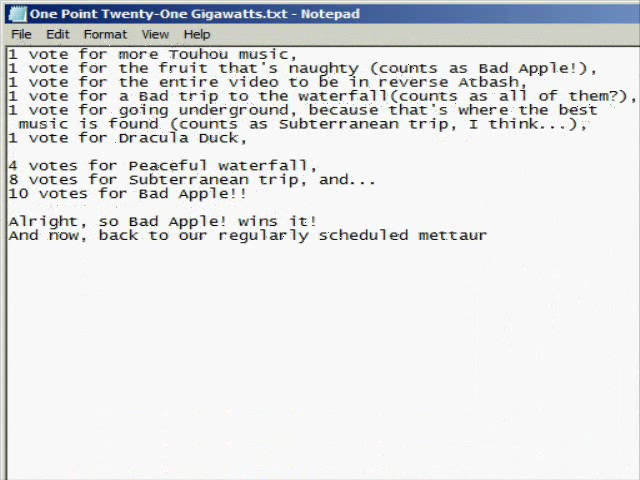 One Point Twenty-One Gigawatts.txt - Notepad
File Edit Format View Help
1 vote for more Touhou music,
1 vote for the fruit that's naughty (counts as Bad Apple!),
1 vote for the entire video to be in reverse Atbash,
1 vote for a Bad trip to the waterfall(counts as all of them?),
1 vote for going underground, because that's where the best
music is found (counts as Subterranean trip, I think...),
1 vote for Dracula Duck,
4 votes for Peaceful waterfall,
8 votes for Subterranean trip, and...
10 votes for Bad Apple!!
Alright, so Bad Apple! wins it!
And now, back to our regularly scheduled mettaur